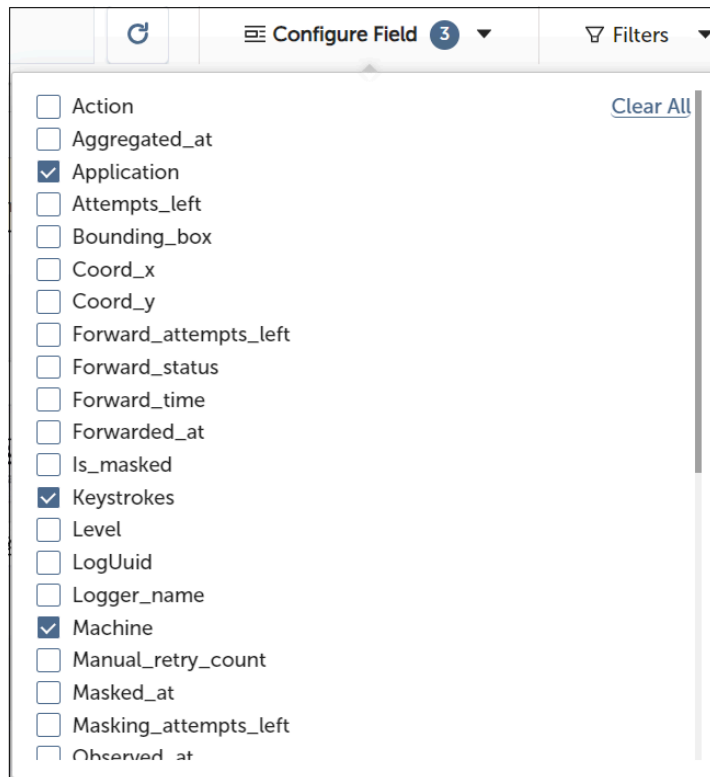 Configure Field 3 Filters
Action Clear All
Aggregated_at
Application
Attempts_left
Bounding_box
Coord_x
Coord_y
Forward_attempts_left
Forward_status
Forward_time
Forwarded_at
Is_masked
Keystrokes
Level
LogUuid
Logger_name
Machine
Manual_retry_count
Masked_at
Masking_attempts_left
Observed_at